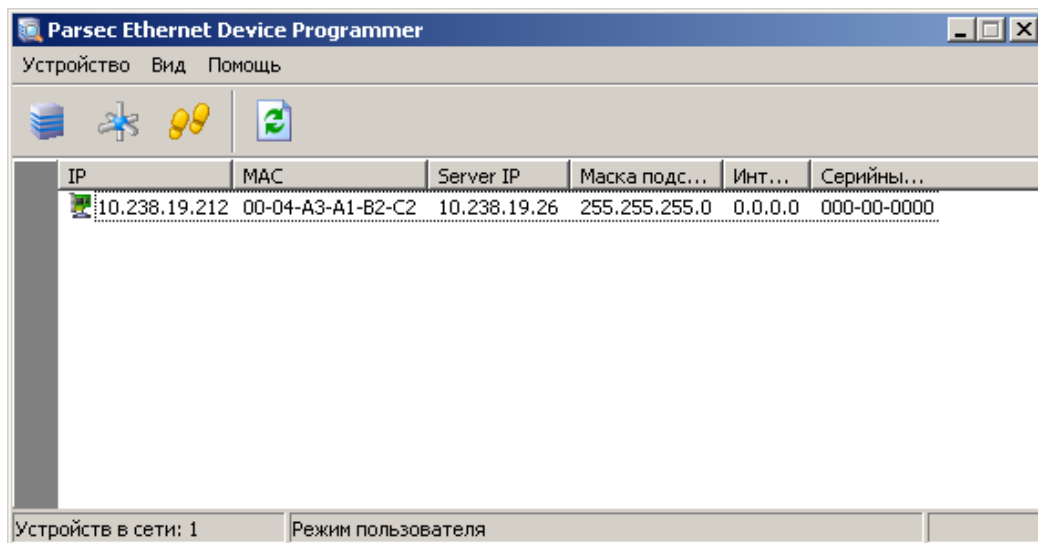 Parsec Ethernet Device Programmer
Устройство Вид Помощь
IP MAC Server IP Маска подс... Инт... Серийны...
10.238.19.212 00-04-A3-A1-B2-C2 10.238.19.26 255.255.255.0 0.0.0.0 000-00-0000
Устройств в сети: 1 Режим пользователя